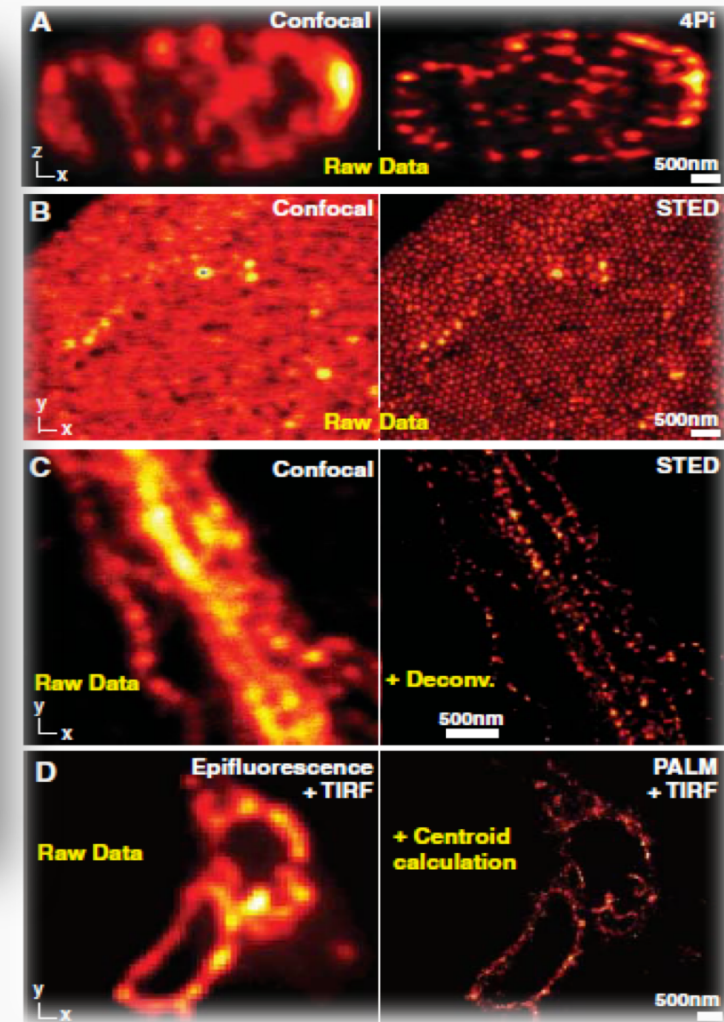 A
Confocal
4Pi
z
x
Raw Data
500nm
B
Confocal
STED
y
x
Raw Data
500nm
C
Confocal
STED
Raw Data
+ Deconv.
y
x
500nm
D
Epifluorescence
+ TIRF
PALM
+ TIRF
Raw Data
+ Centroid
calculation
y
x
500nm